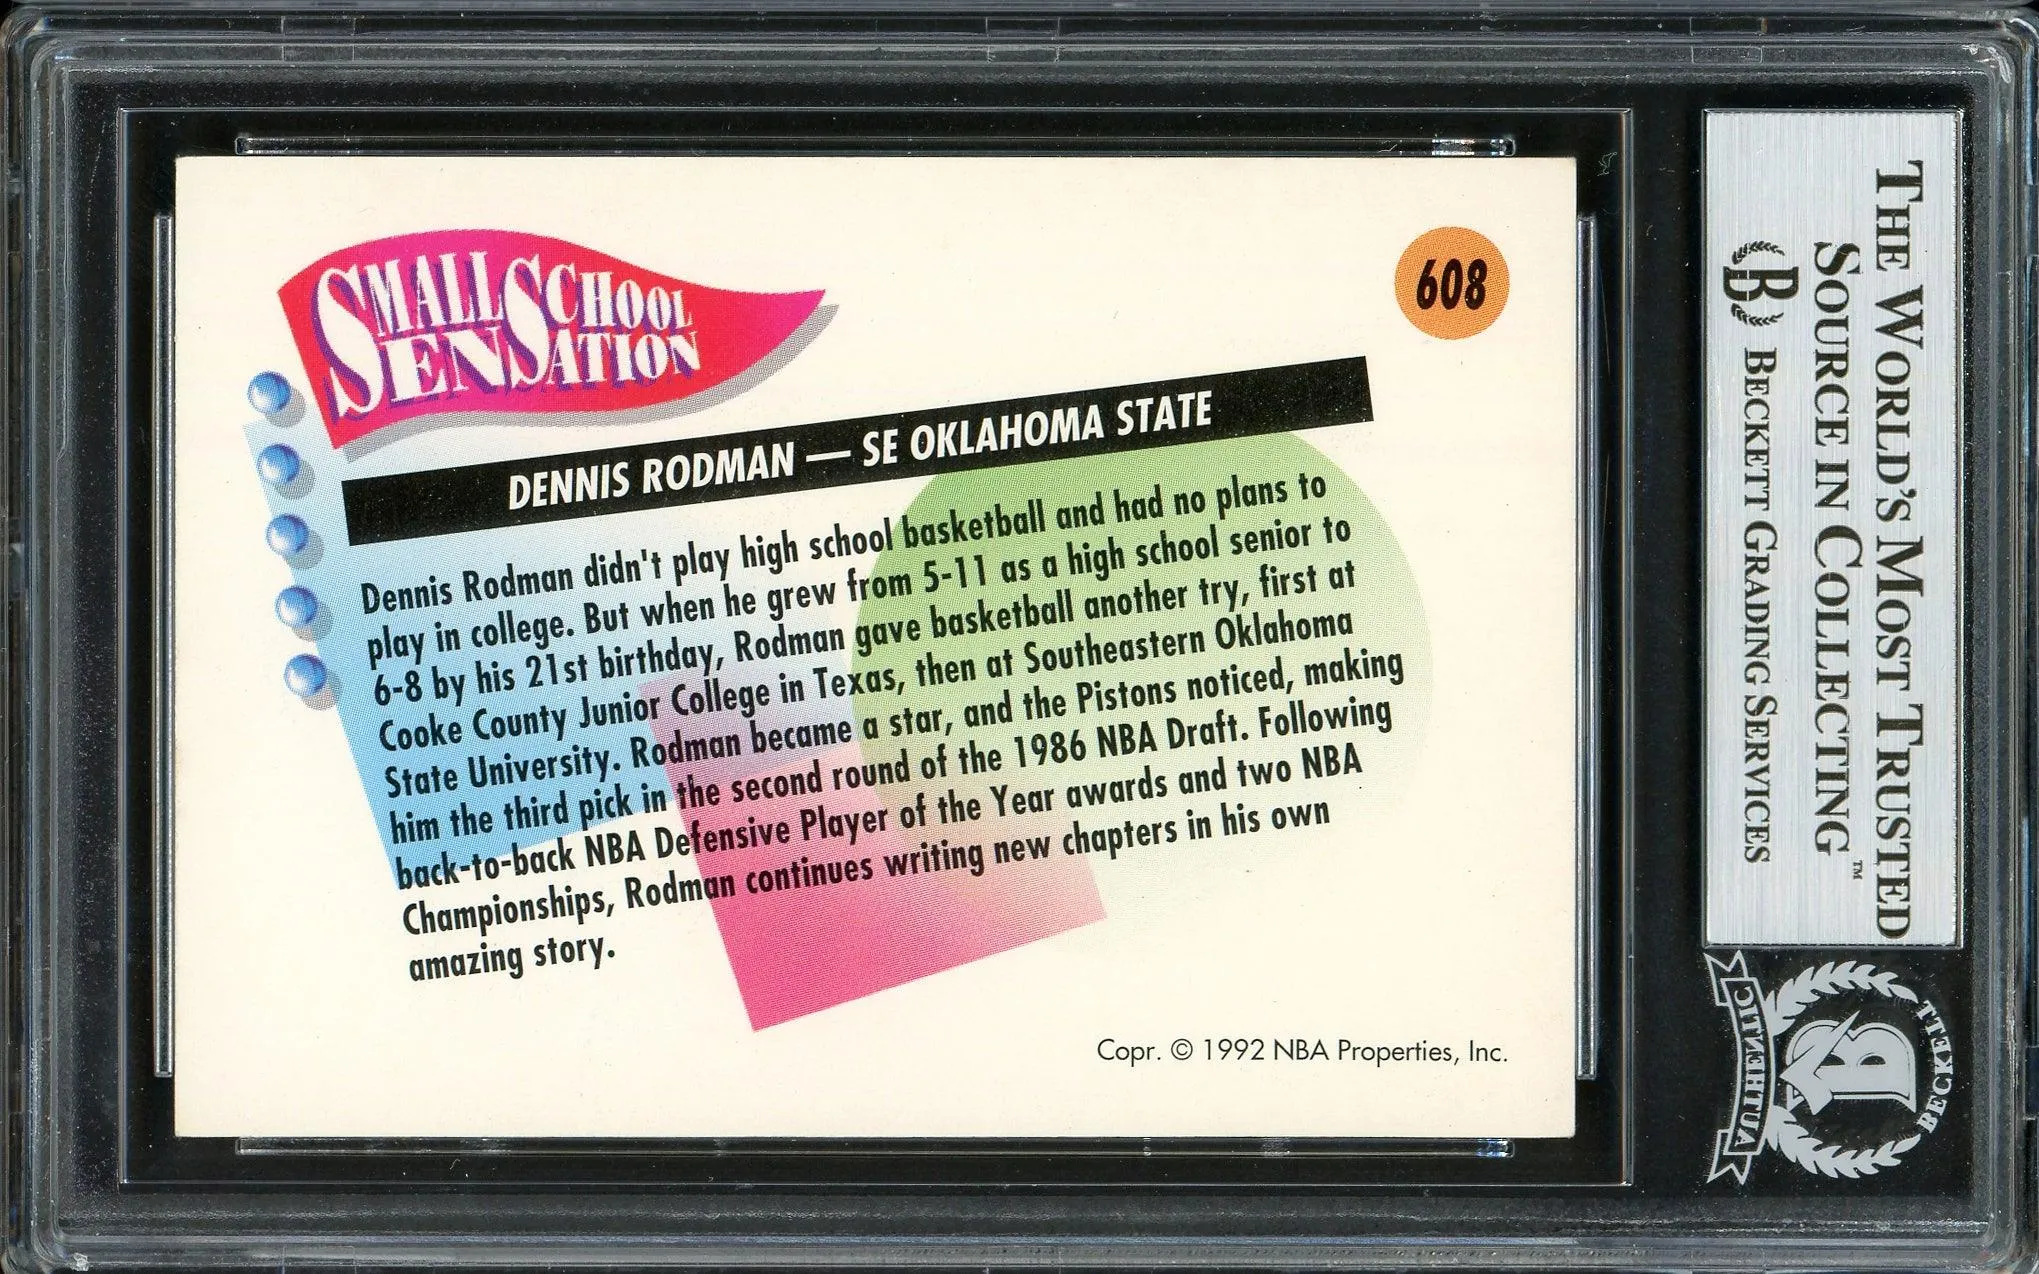 SMALL SCHOOL
SENSATION
608
DENNIS RODMAN — SE OKLAHOMA STATE
Dennis Rodman didn't play high school basketball and had no plans to
play in college. But when he grew from 5-11 as a high school senior to
6-8 by his 21st birthday, Rodman gave basketball another try, first at
Cooke County Junior College in Texas, then at Southeastern Oklahoma
State University. Rodman became a star, and the Pistons noticed, making
him the third pick in the second round of the 1986 NBA Draft. Following
back-to-back NBA Defensive Player of the Year awards and two NBA
Championships, Rodman continues writing new chapters in his own
amazing story.
Copr. © 1992 NBA Properties, Inc.
THE WORLD'S MOST TRUSTED
SOURCE IN COLLECTING™
B BECKETT GRADING SERVICES
BECKETT
B
AUTHENTIC